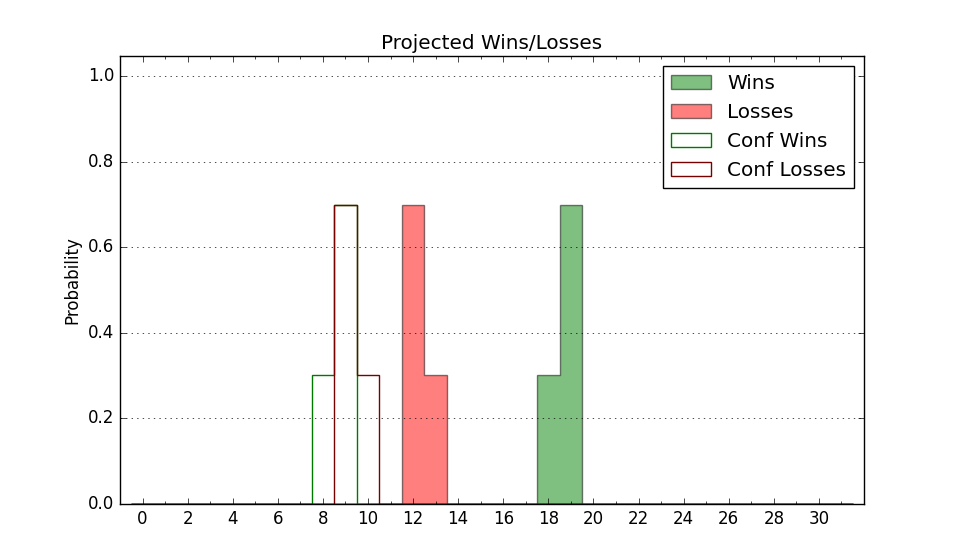 Projected Wins/Losses
1.0
0.8
0.6
0.4
0.2
0.0
Probability
Wins
Losses
Conf Wins
Conf Losses
0 2 4 6 8 10 12 14 16 18 20 22 24 26 28 30